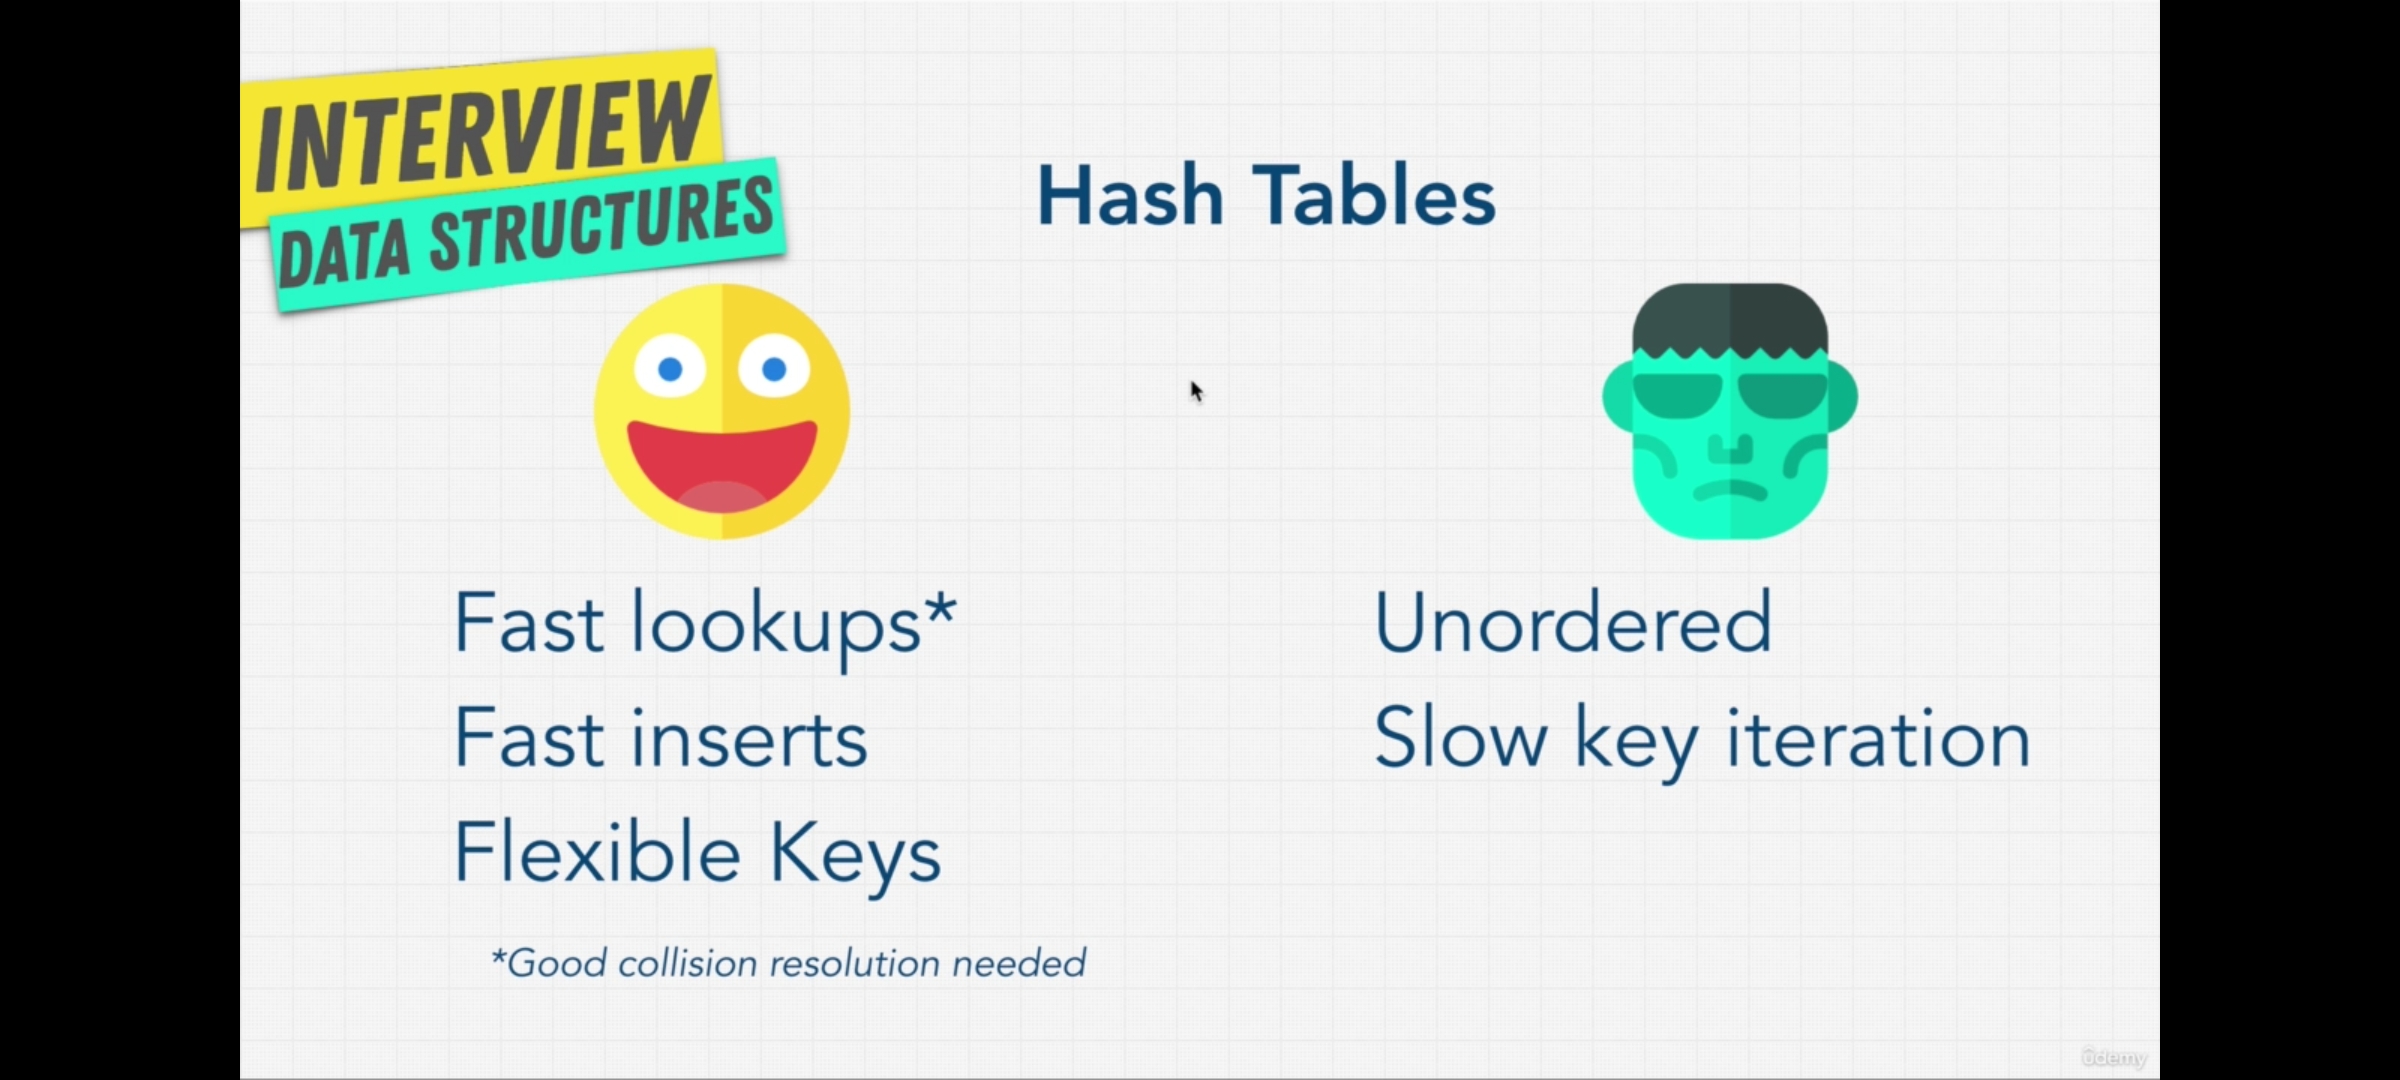 INTERVIEW
DATA STRUCTURES
Hash Tables
Fast lookups*
Fast inserts
Flexible Keys
*Good collision resolution needed
Unordered
Slow key iteration
ûdemy